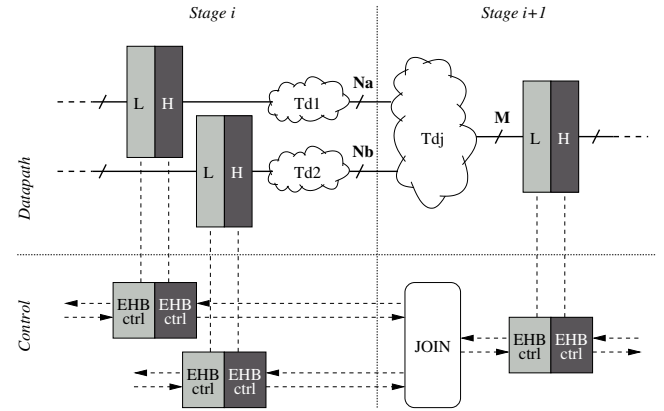 Stage i
Stage i+1
L
H
Td1
Na
Tdj
M
L
H
L
H
Td2
Nb
Datapath
Control
EHB
ctrl
EHB
ctrl
JOIN
EHB
ctrl
EHB
ctrl
EHB
ctrl
EHB
ctrl